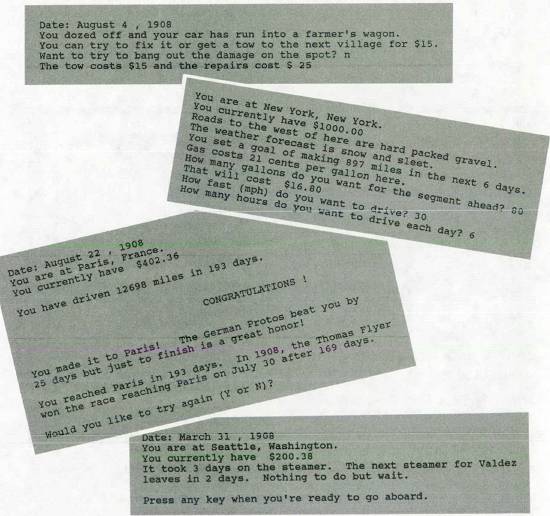 Date: August 4 , 1908
You dozed off and your car has run into a farmer's wagon.
You can try to fix it or get a tow to the next village for $15.
Want to try to bang out the damage on the spot? n
The tow costs $15 and the repairs cost $ 25
You are at New York, New York.
You currently have $1000.00
Roads to the west of here are hard packed gravel.
The weather forecast is snow and sleet.
You set a goal of making 897 miles in the next 6 days.
Gas costs 21 cents per gallon here.
How many gallons do you want for the segment ahead? 80
That will cost $16.80
How fast (mph) do you want to drive? 30
How many hours do you want to drive each day? 6
Date: August 22 , 1908
You are at Paris, France.
You currently have $402.36
You have driven 12698 miles in 193 days.
CONGRATULATIONS !
You made it to Paris! The German Protos beat you by
25 days but just to finish is a great honor!
You reached Paris in 193 days. In 1908, the Thomas Flyer
won the race reaching Paris on July 30 after 169 days.
Would you like to try again (Y or N)?
Date: March 31 , 1908
You are at Seattle, Washington.
You currently have $200.38
It took 3 days on the steamer. The next steamer for Valdez
leaves in 2 days. Nothing to do but wait.
Press any key when you're ready to go aboard.